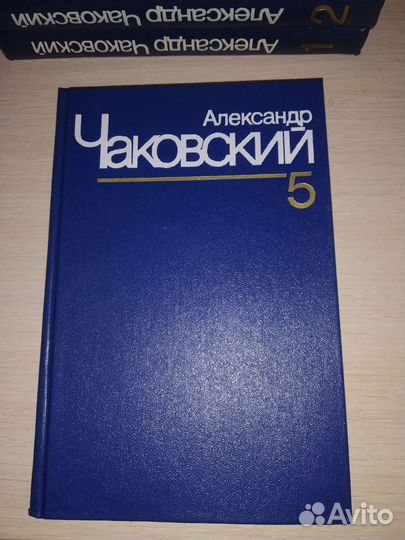 Александр Чаковский 2
Александр Чаковский 1
Александр
Чаковский
5
Avito